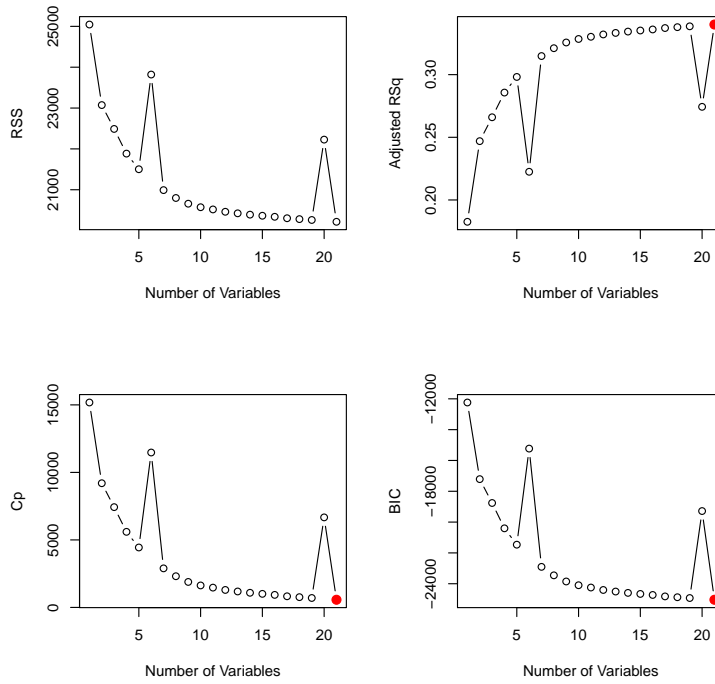 25000
23000
21000
RSS
5 10 15 20
Number of Variables
0.30
0.25
0.20
Adjusted RSq
5 10 15 20
Number of Variables
15000
10000
5000
0
Cp
5 10 15 20
Number of Variables
−12000
−18000
−24000
BIC
5 10 15 20
Number of Variables